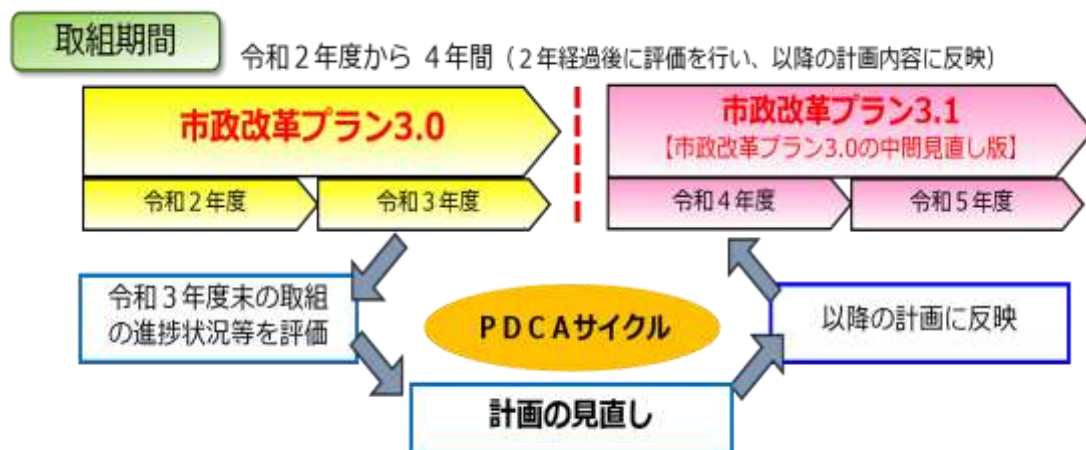 取組期間
令和2年度から 4年間（2年経過後に評価を行い、以降の計画内容に反映）
市政改革プラン3.0
市政改革プラン3.1
【市政改革プラン3.0の中間見直し版】
令和2年度
令和3年度
令和4年度
令和5年度
令和3年度末の取組
の進捗状況等を評価
PDCAサイクル
以降の計画に反映
計画の見直し